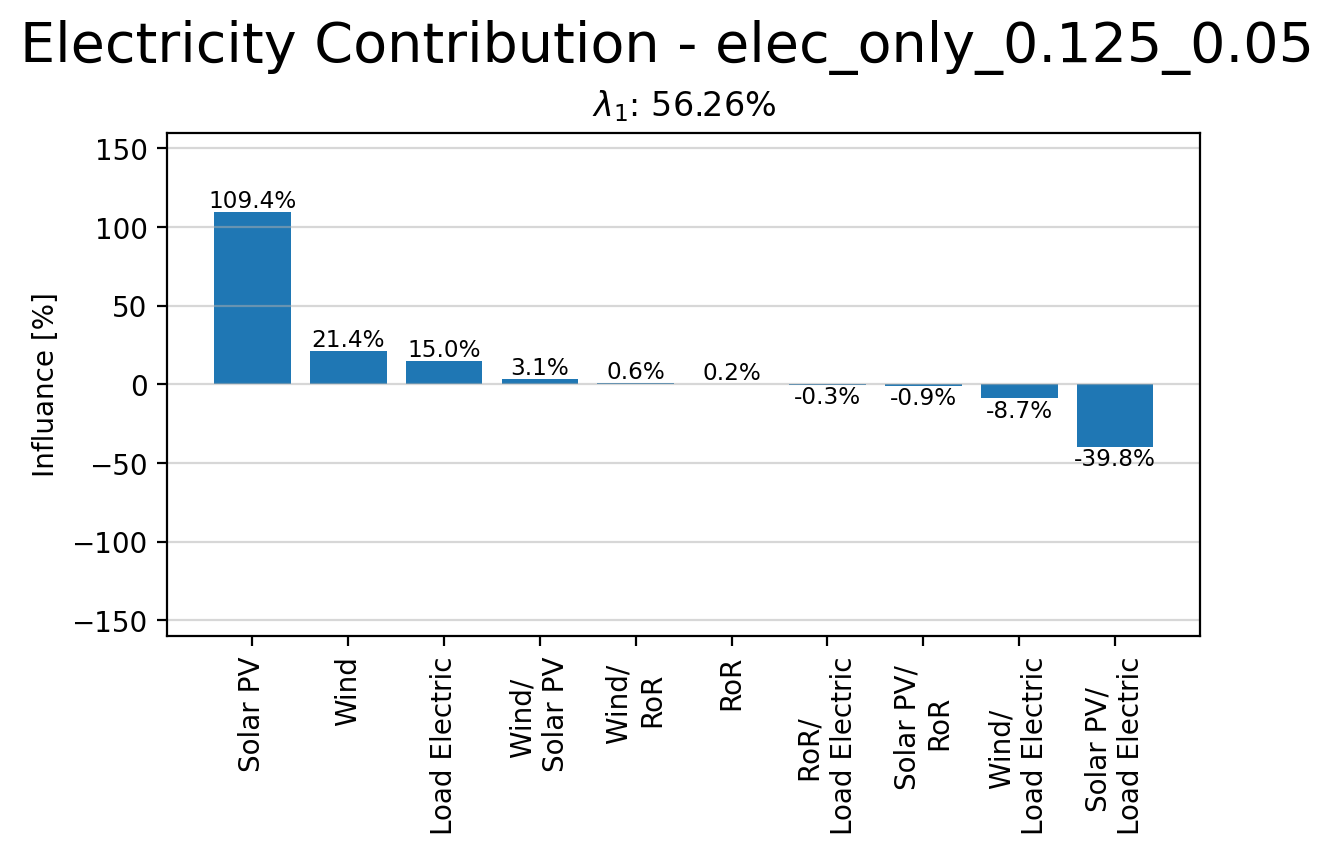 Electricity Contribution - elec_only_0.125_0.05
λ₁: 56.26%
150
100
50
0
−50
−100
−150
Influance [%]
109.4%
21.4%
15.0%
3.1%
0.6%
0.2%
-0.3%
-0.9%
-8.7%
-39.8%
Solar PV
Wind
Load Electric
Wind/
Solar PV
Wind/
RoR
RoR
RoR/
Load Electric
Solar PV/
RoR
Wind/
Load Electric
Solar PV/
Load Electric